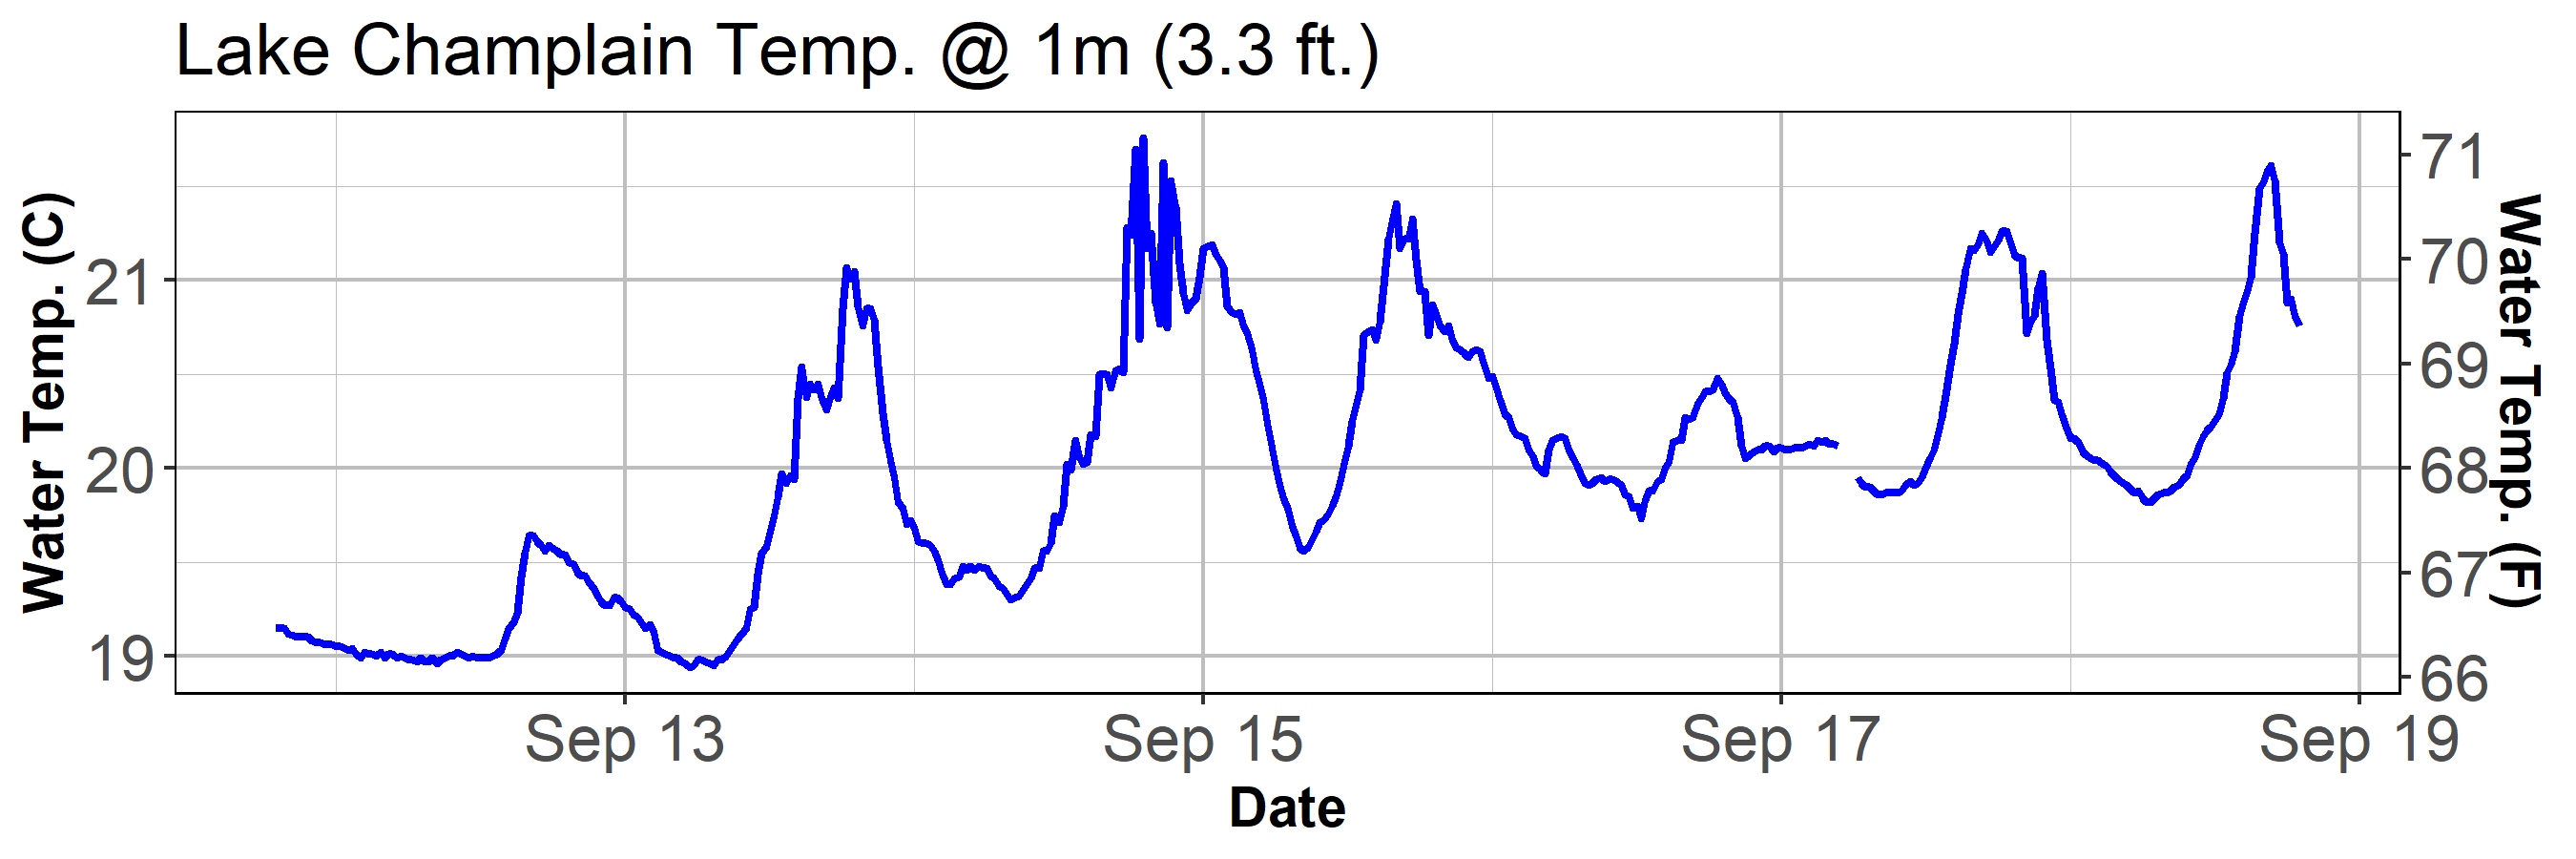 Lake Champlain Temp. @ 1m (3.3 ft.)
Water Temp. (C)
21
20
19
71
70
69
68
67
66
Water Temp. (F)
Sep 13
Sep 15
Sep 17
Sep 19
Date